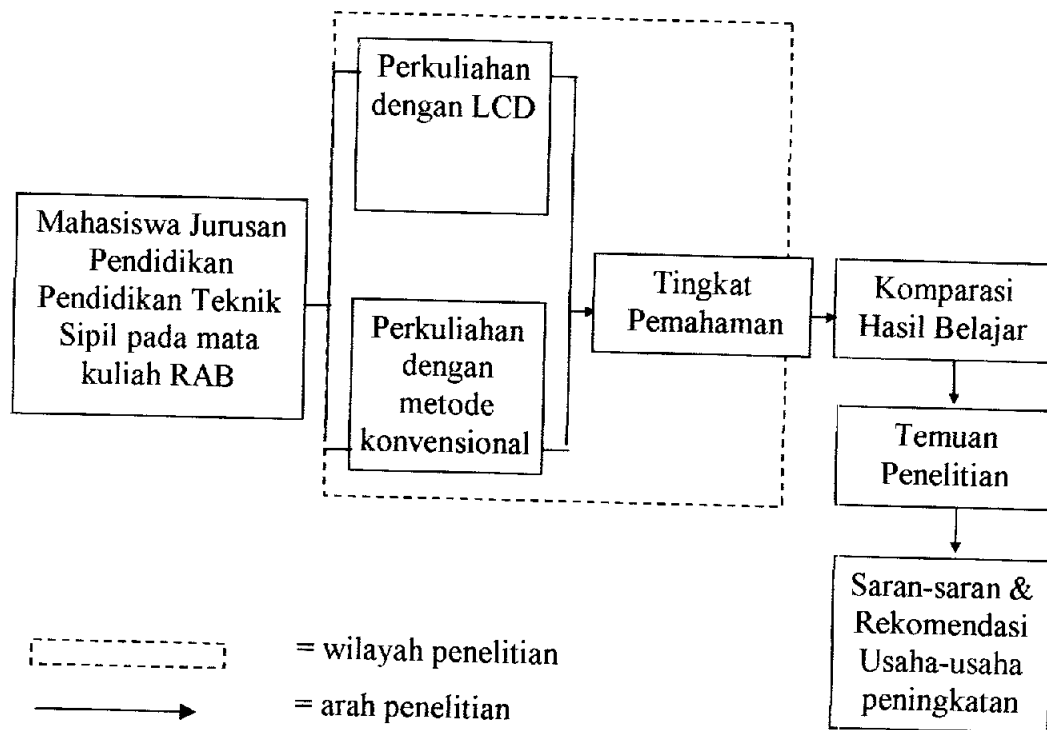 Mahasiswa Jurusan
Pendidikan
Pendidikan Teknik
Sipil pada mata
kuliah RAB
Perkuliahan
dengan LCD
Perkuliahan
dengan
metode
konvensional
Tingkat
Pemahaman
Komparasi
Hasil Belajar
Temuan
Penelitian
Saran-saran &
Rekomendasi
Usaha-usaha
peningkatan
= wilayah penelitian
= arah penelitian